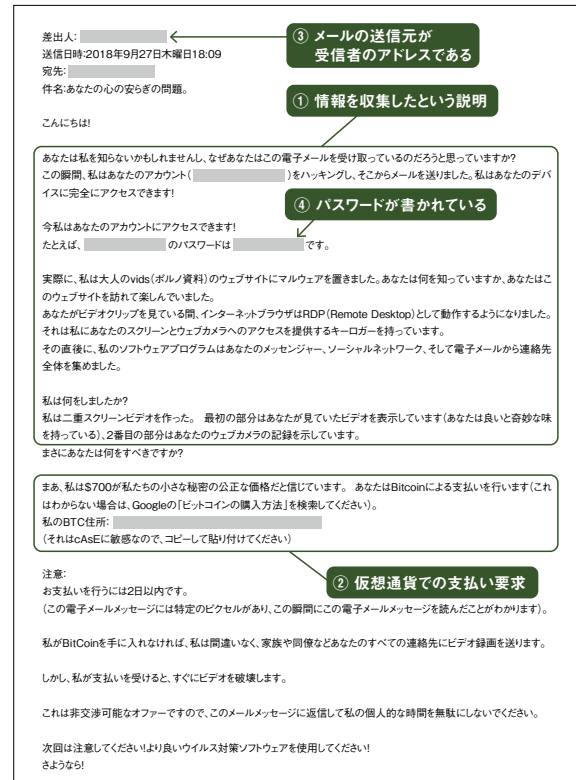 差出人:
③ メールの送信元が
受信者のアドレスである
送信日時:2018年9月27日木曜日18:09
宛先:
件名:あなたの心の安らぎの問題。
① 情報を収集したという説明
こんにちは!
あなたは私を知らないかもしれませんし、なぜあなたはこの電子メールを受け取っているのだろうと思っていますか?
この瞬間、私はあなたのアカウント( )をハッキングし、そこからメールを送りました。私はあなたのデバ
イスに完全にアクセスできます!
④ パスワードが書かれている
今私はあなたのアカウントにアクセスできます!
たとえば、 のパスワードは です。
実際に、私は大人のvids(ポルノ資料)のウェブサイトにマルウェアを置きました。あなたは何を知っていますか、あなたはこ
のウェブサイトを訪れて楽しんでいました。
あなたがビデオクリップを見ている間、インターネットブラウザはRDP(Remote Desktop)として動作するようになりました。
それは私にあなたのスクリーンとウェブカメラへのアクセスを提供するキーロガーを持っています。
その直後に、私のソフトウェアプログラムはあなたのメッセンジャー、ソーシャルネットワーク、そして電子メールから連絡先
全体を集めました。
私は何をしましたか?
私は二重スクリーンビデオを作った。 最初の部分はあなたが見ていたビデオを表示しています(あなたは良いと奇妙な味
を持っている)、2番目の部分はあなたのウェブカメラの記録を示しています。
まさにあなたは何をすべきですか?
まあ、私は$700が私たちの小さな秘密の公正な価格だと信じています。 あなたはBitcoinによる支払いを行います(これ
はわからない場合は、Googleの「ビットコインの購入方法」を検索してください)。
私のBTC住所:
(それはcAsEに敏感なので、コピーして貼り付けてください)
② 仮想通貨での支払い要求
注意:
お支払いを行うには2日以内です。
(この電子メールメッセージには特定のピクセルがあり、この瞬間にこの電子メールメッセージを読んだことがわかります)。
私がBitCoinを手に入れなければ、私は間違いなく、家族や同僚などあなたのすべての連絡先にビデオ録画を送ります。
しかし、私が支払いを受けると、すぐにビデオを破壊します。
これは非交渉可能なオファーですので、このメールメッセージに返信して私の個人的な時間を無駄にしないでください。
次回は注意してください!より良いウイルス対策ソフトウェアを使用してください!
さようなら!